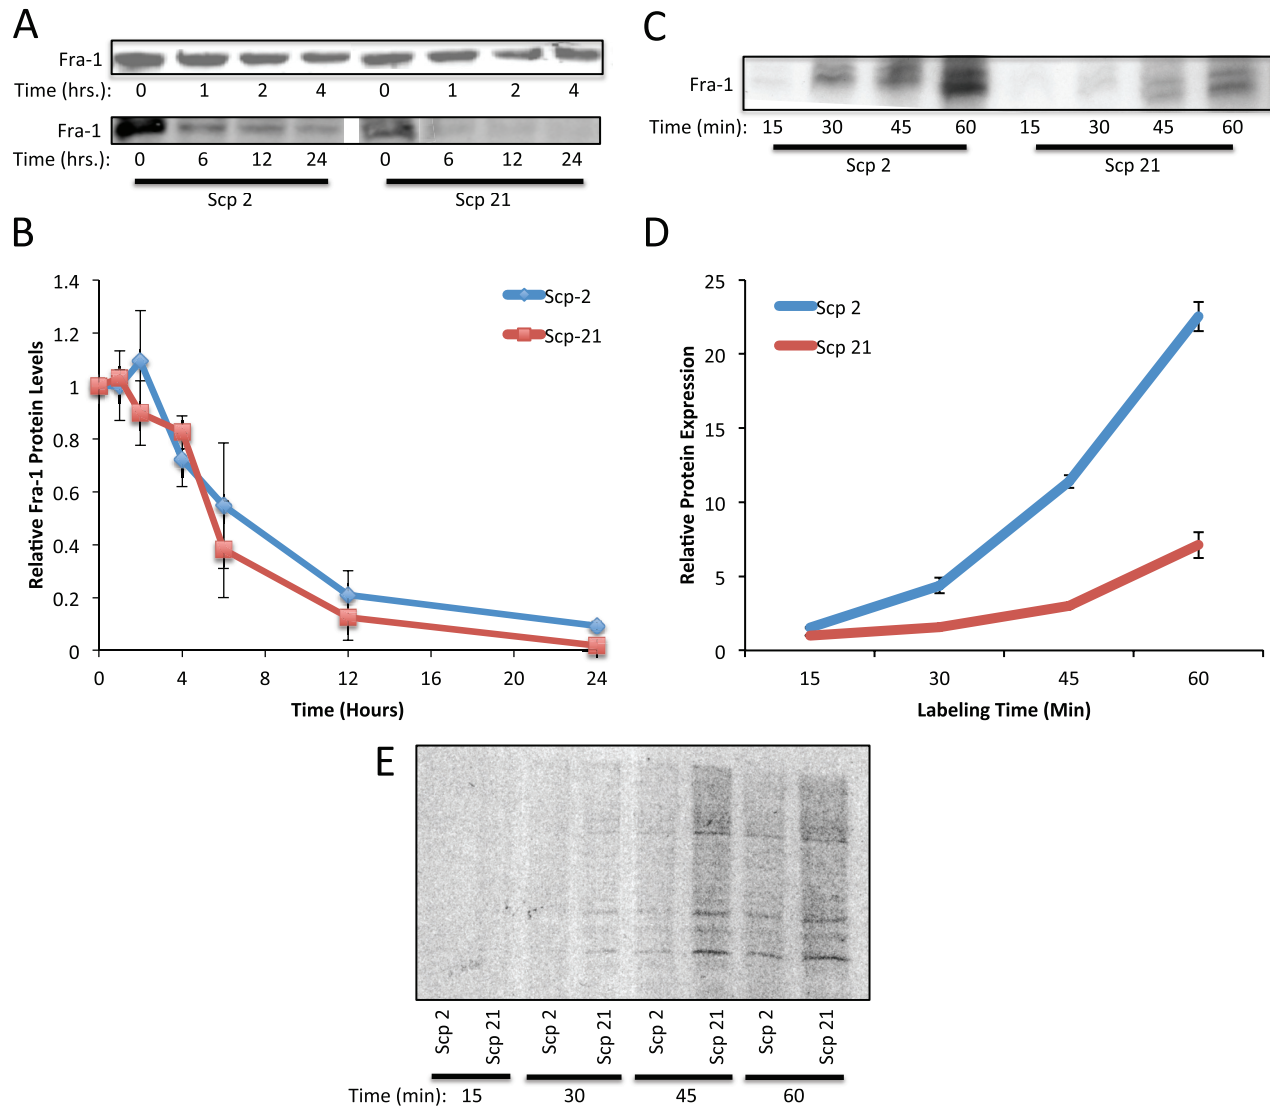 A
Fra-1
Time (hrs.): 0 1 2 4 0 1 2 4
Fra-1
Time (hrs.): 0 6 12 24 0 6 12 24
Scp 2 Scp 21
C
Fra-1
Time (min): 15 30 45 60 15 30 45 60
Scp 2 Scp 21
B
Relative Fra-1 Protein Levels
1.4
1.2
1
0.8
0.6
0.4
0.2
0
Scp-2
Scp-21
0 4 8 12 16 20 24
Time (Hours)
D
Relative Protein Expression
25
20
15
10
5
0
Scp 2
Scp 21
15 30 45 60
Labeling Time (Min)
E
Scp 2 Scp 21 Scp 2 Scp 21 Scp 2 Scp 21 Scp 2 Scp 21
Time (min): 15 30 45 60